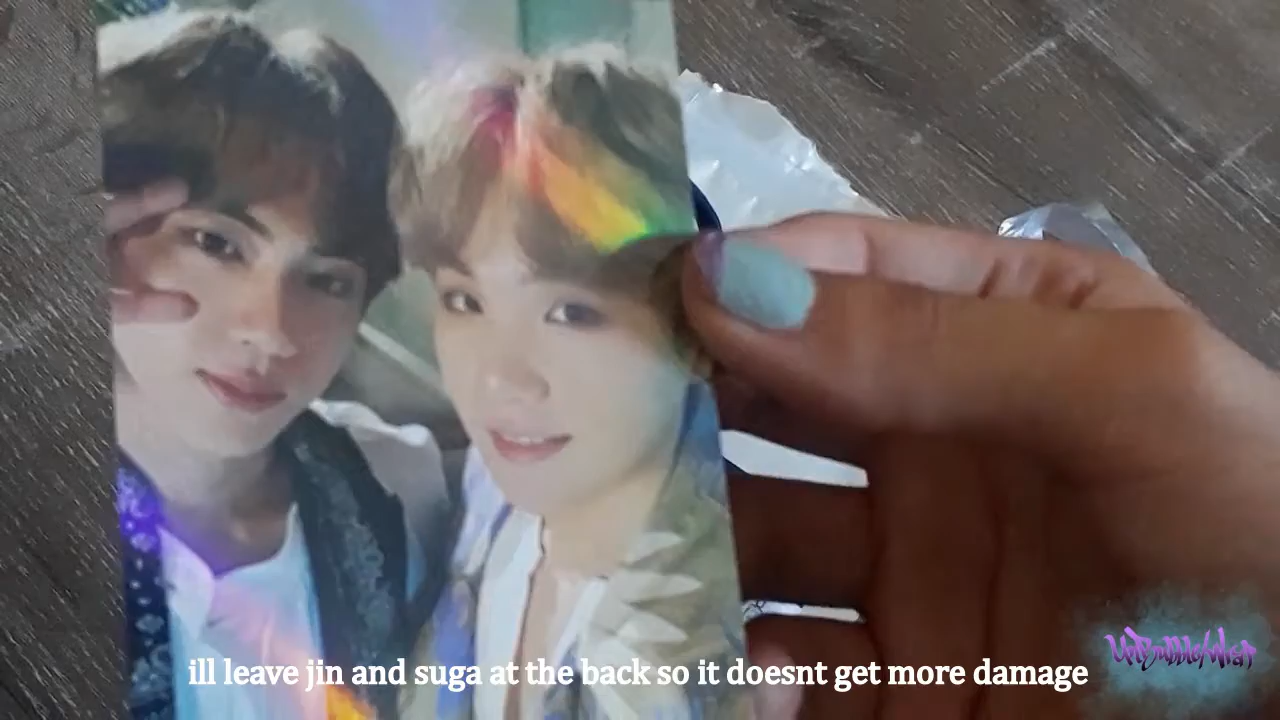 ill leave jin and suga at the back so it doesnt get more damage